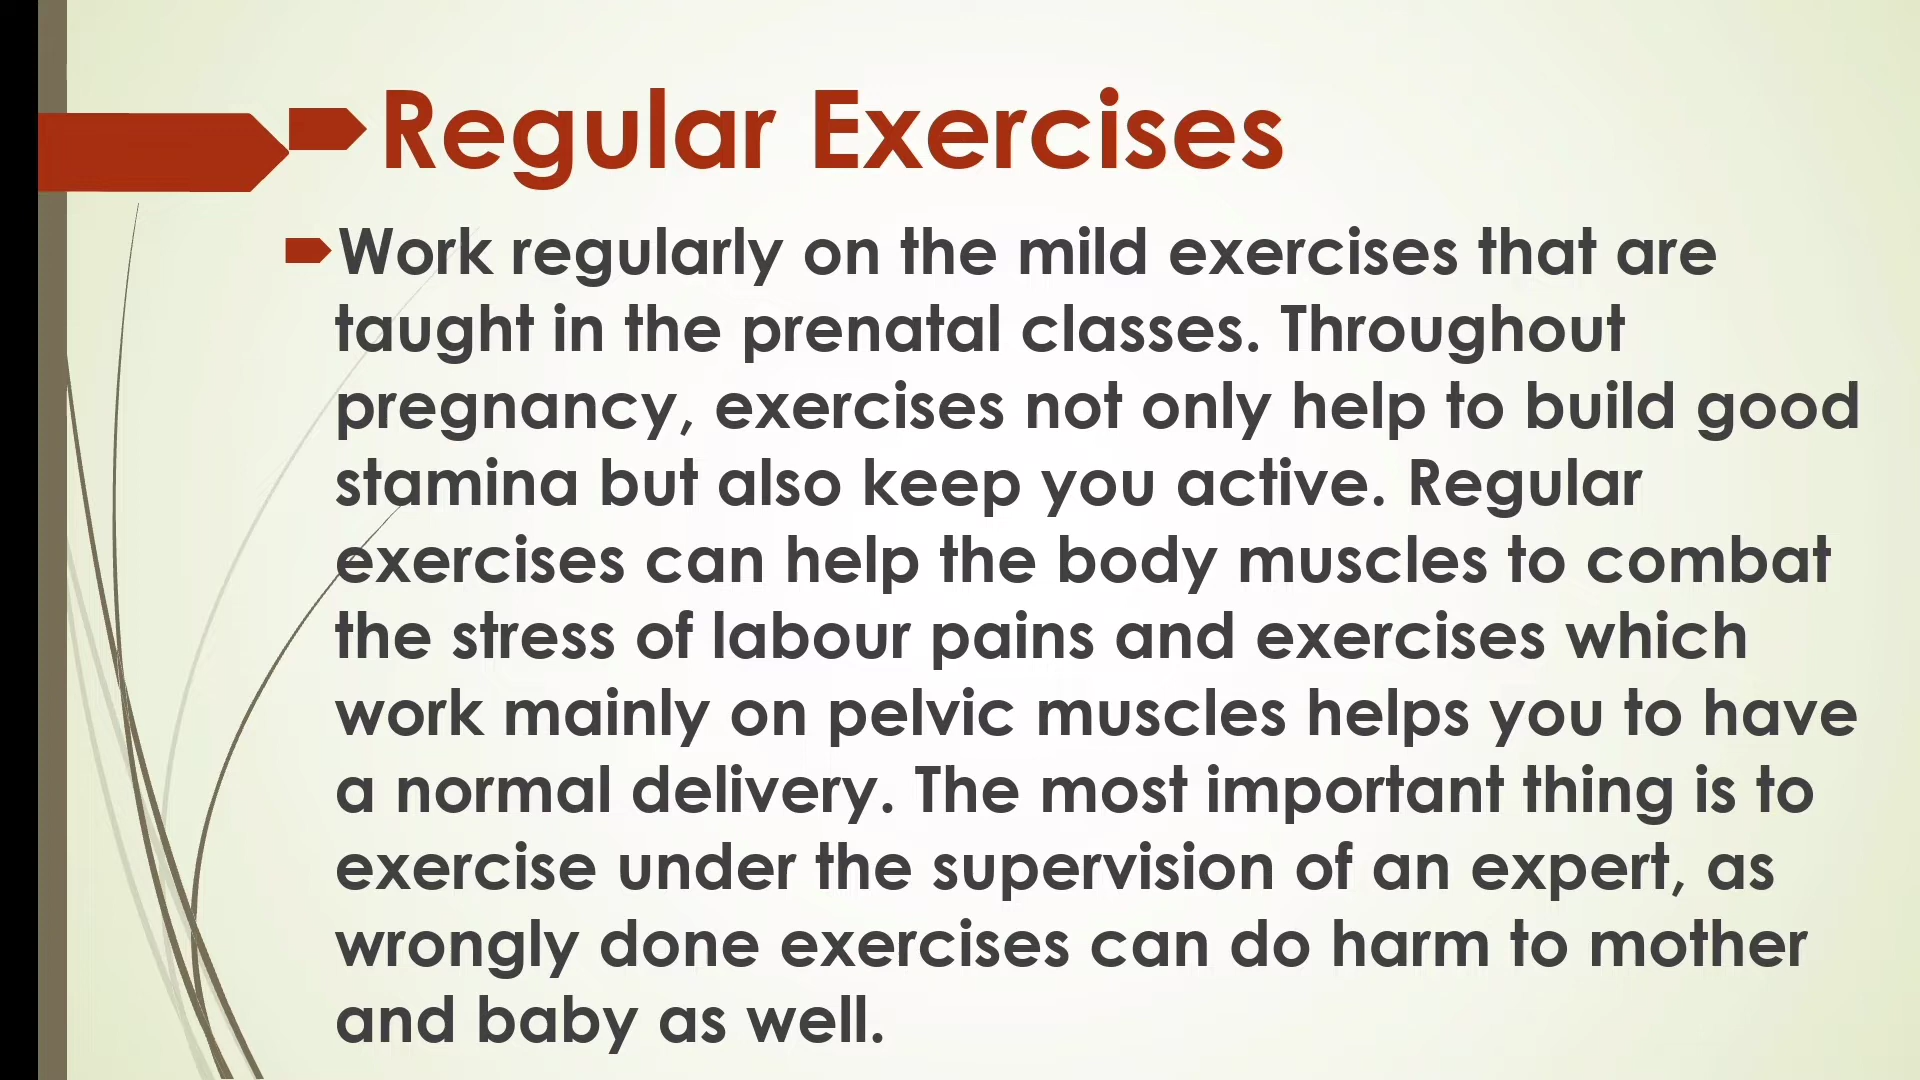 Regular Exercises
Work regularly on the mild exercises that are
taught in the prenatal classes. Throughout
pregnancy, exercises not only help to build good
stamina but also keep you active. Regular
exercises can help the body muscles to combat
the stress of labour pains and exercises which
work mainly on pelvic muscles helps you to have
a normal delivery. The most important thing is to
exercise under the supervision of an expert, as
wrongly done exercises can do harm to mother
and baby as well.